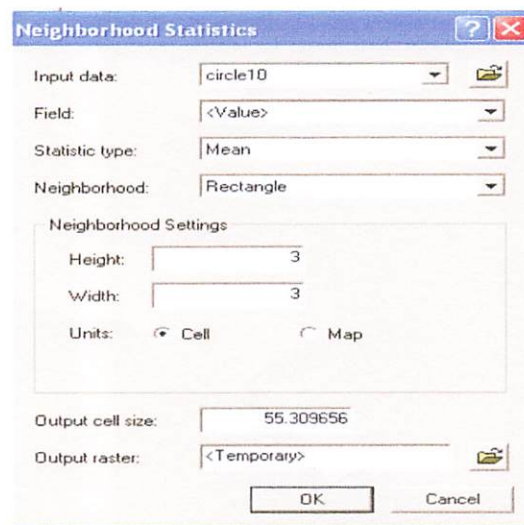 Neighborhood Statistics
Input data: circle10
Field: <Value>
Statistic type: Mean
Neighborhood: Rectangle
Neighborhood Settings
Height: 3
Width: 3
Units: Cell Map
Output cell size: 55.309656
Output raster: <Temporary>
OK Cancel